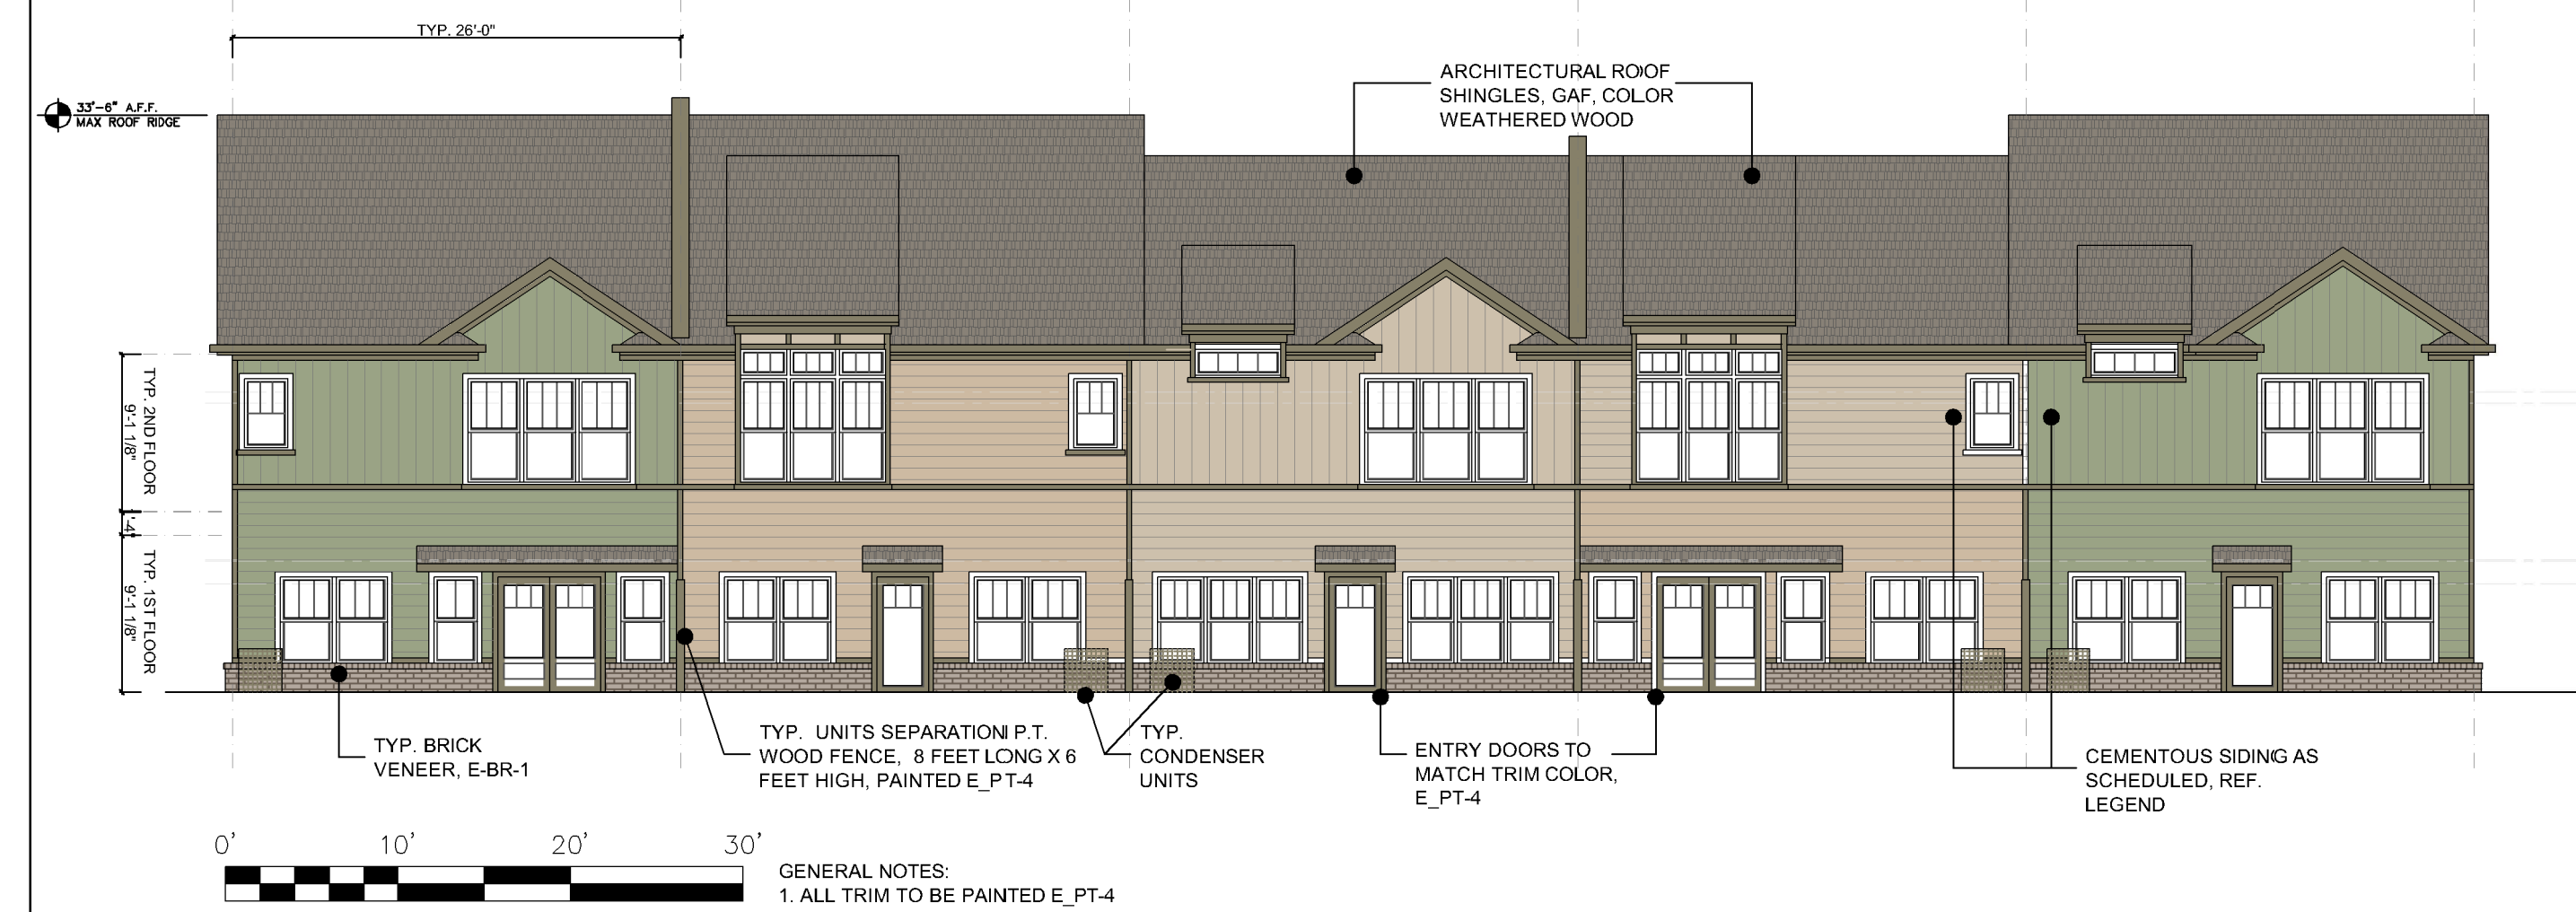 TYP. 26'-0"
ARCHITECTURAL ROOF
SHINGLES, GAF, COLOR
WEATHERED WOOD
33'-6" A.F.F.
MAX ROOF RIDGE
TYP. 2ND FLOOR
9'-1 1/8"
TYP. 1ST FLOOR
9'-1 1/8"
TYP. BRICK
VENEER, E-BR-1
TYP. UNITS SEPARATION P.T.
WOOD FENCE, 8 FEET LONG X 6
FEET HIGH, PAINTED E_PT-4
TYP.
CONDENSER
UNITS
ENTRY DOORS TO
MATCH TRIM COLOR,
E_PT-4
CEMENTOUS SIDING AS
SCHEDULED, REF.
LEGEND
0' 10' 20' 30'
GENERAL NOTES:
1. ALL TRIM TO BE PAINTED E_PT-4